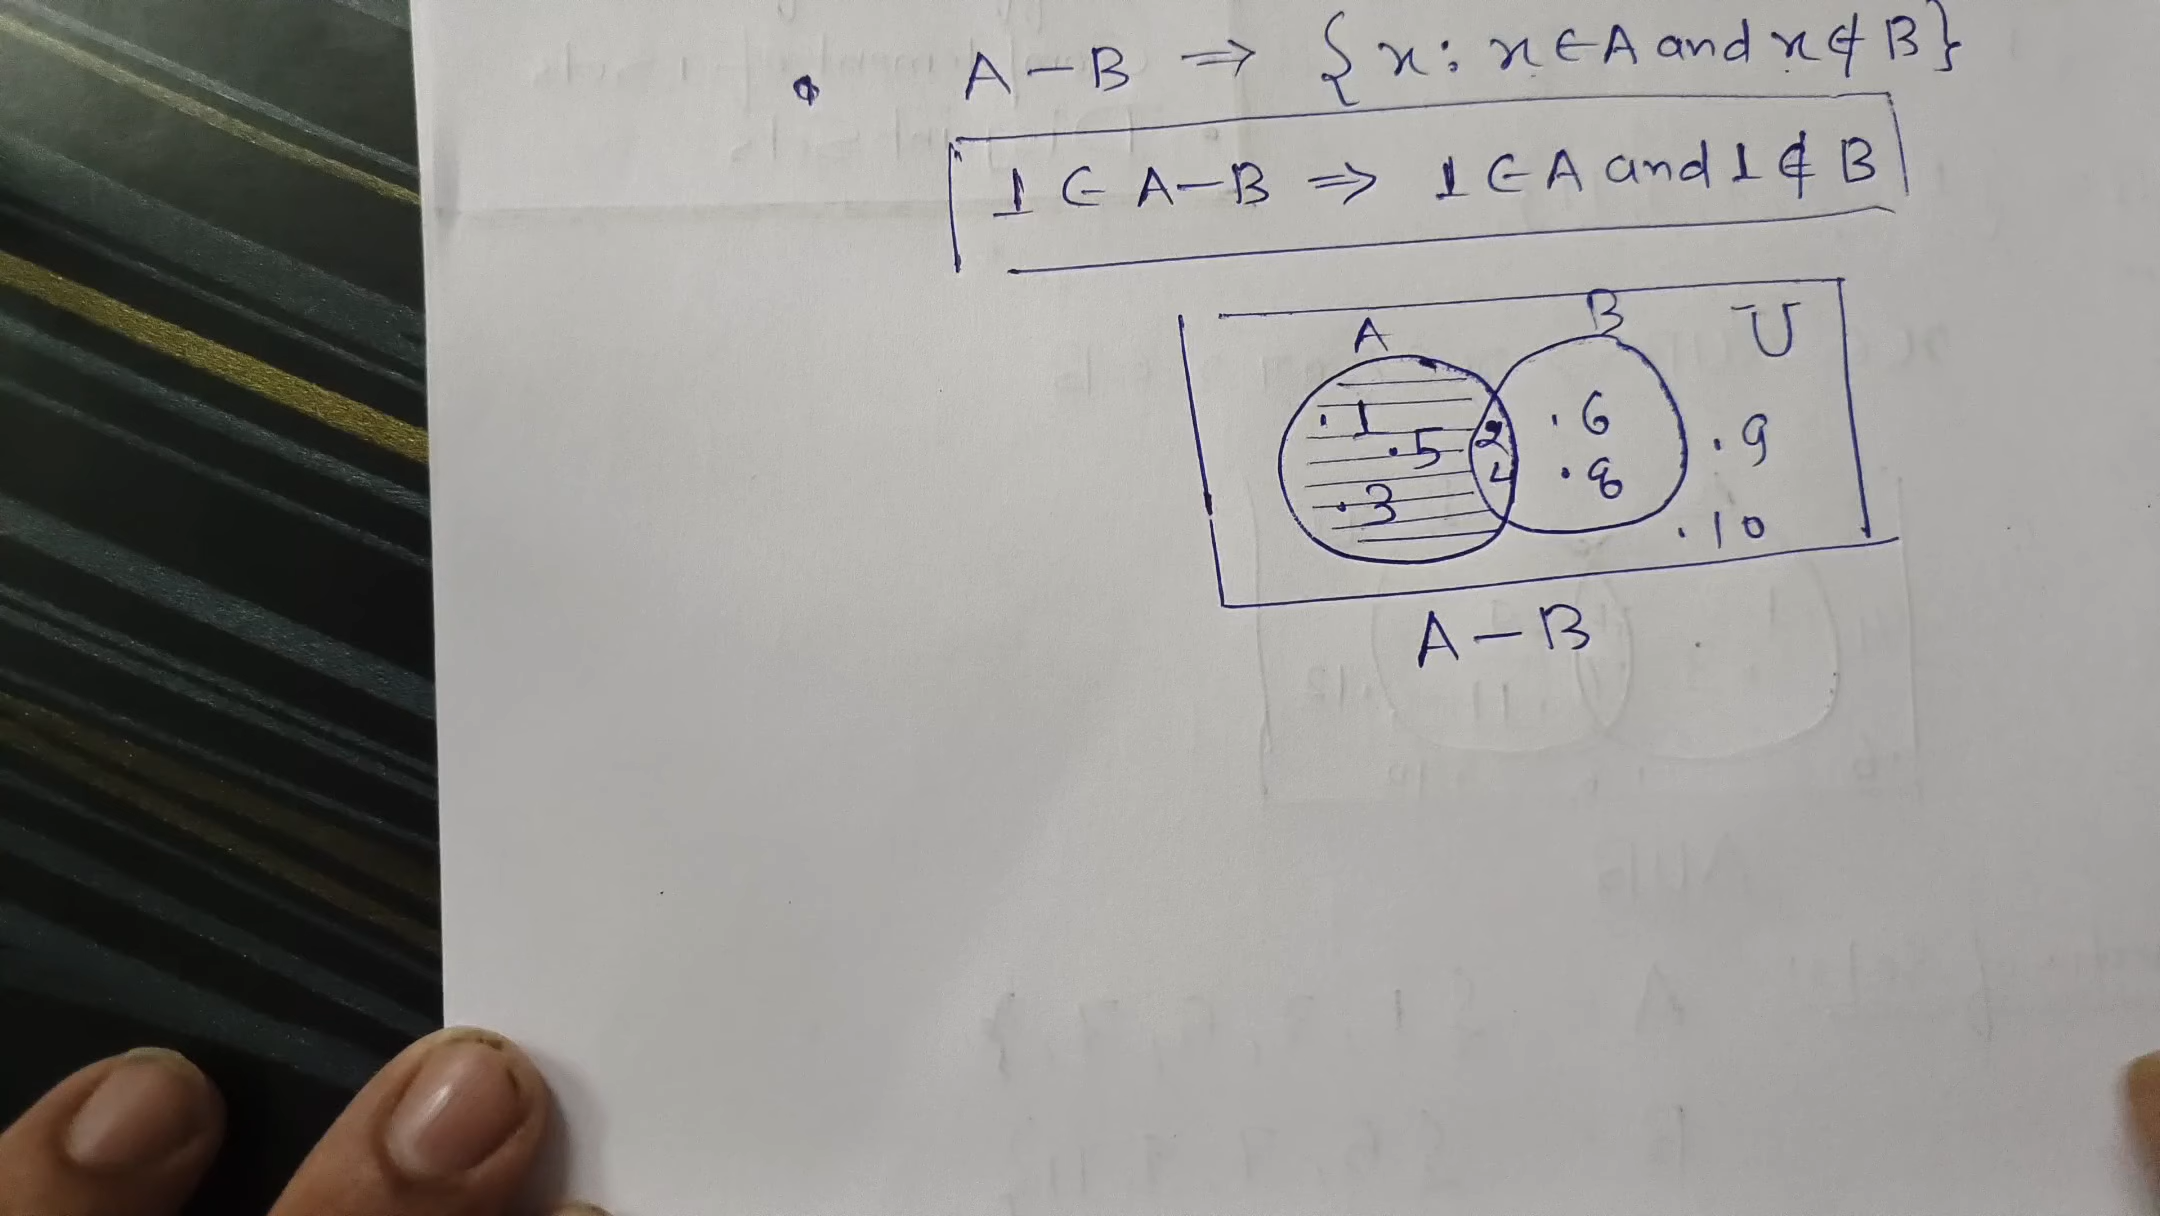 • A - B ⇒ {x: x ∈ A and x ∉ B}
1 ∈ A - B ⇒ 1 ∈ A and 1 ∉ B
A B U
. 1 . 5 . 3
2 4
. 6 . 8
. 9
. 10
A - B